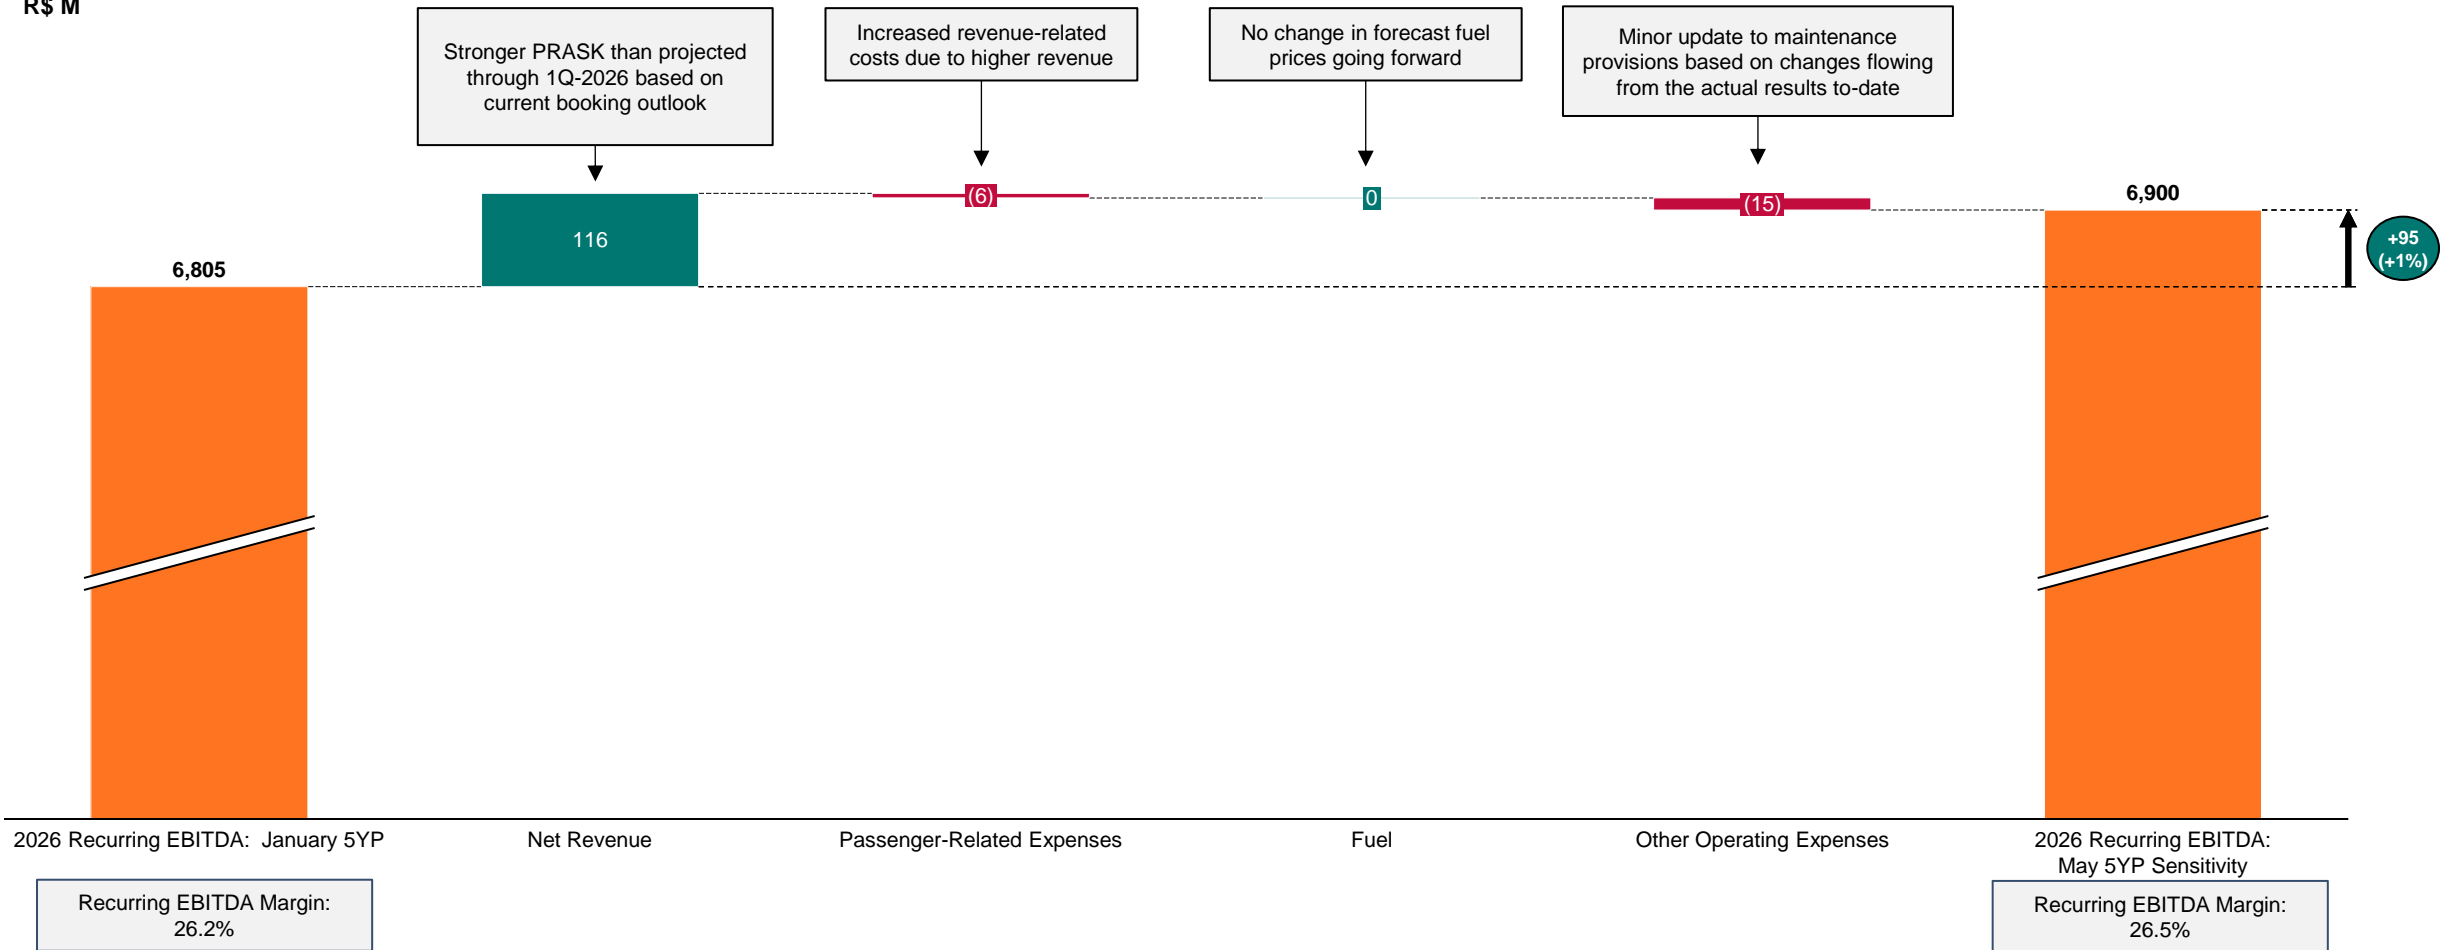 R$ M
Stronger PRASK than projected
through 1Q-2026 based on
current booking outlook
Increased revenue-related
costs due to higher revenue
No change in forecast fuel
prices going forward
Minor update to maintenance
provisions based on changes flowing
from the actual results to-date
6,805
116
(6)
0
(15)
6,900
+95
(+1%)
2026 Recurring EBITDA:  January 5YP
Net Revenue
Passenger-Related Expenses
Fuel
Other Operating Expenses
2026 Recurring EBITDA:
May 5YP Sensitivity
Recurring EBITDA Margin:
26.2%
Recurring EBITDA Margin:
26.5%